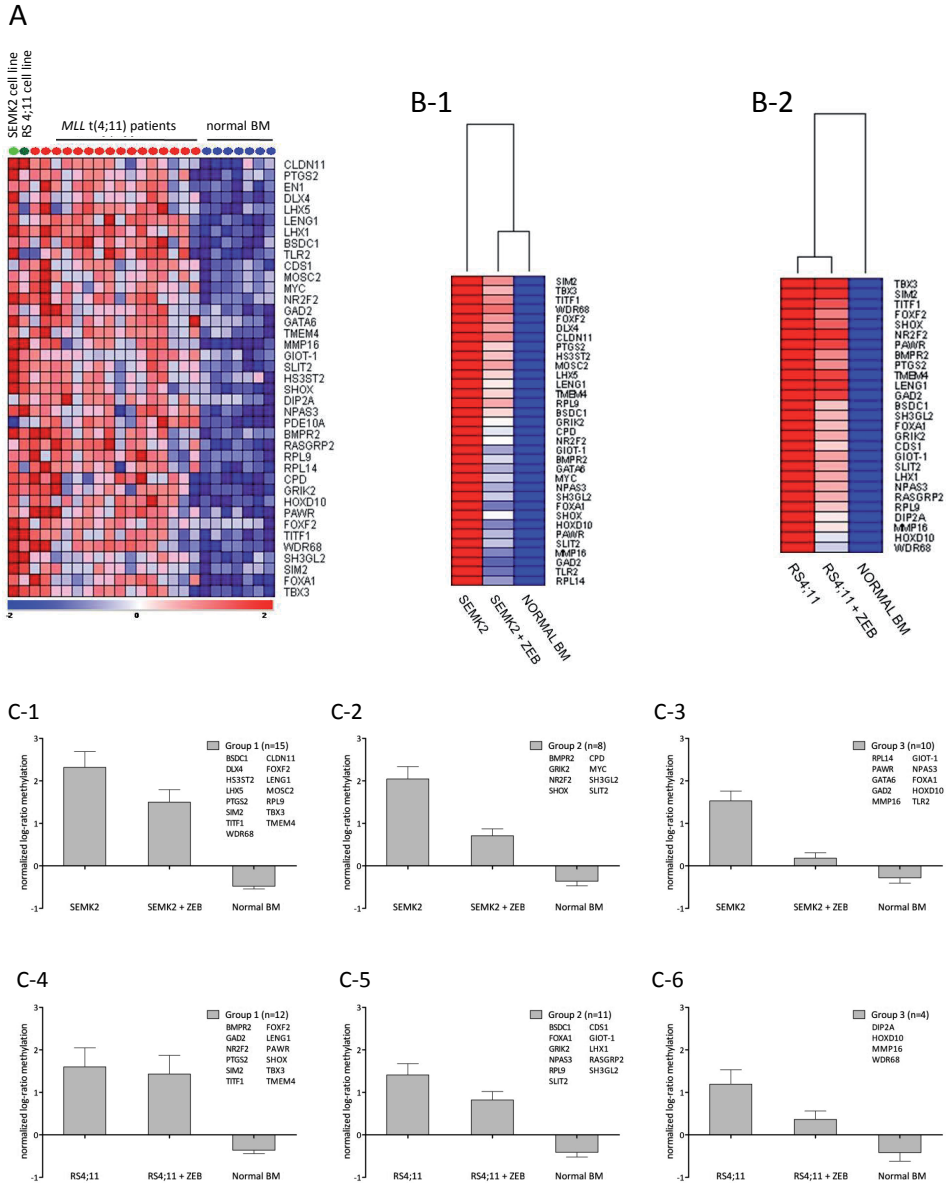 A
SEMK2 cell line
RS 4;11 cell line
MLL t(4;11) patients
normal BM
CLDN11
PTGS2
EN1
DLX4
LHX5
LENG1
LHX1
BSDC1
TLR2
CDS1
MOSC2
MYC
NR2F2
GAD2
GATA6
TMEM4
MMP16
GIOT-1
SLIT2
HS3ST2
SHOX
DIP2A
NPAS3
PDE10A
BMPR2
RASGRP2
RPL9
RPL14
CPD
GRIK2
HOXD10
PAWR
FOXF2
TITF1
WDR68
SH3GL2
SIM2
FOXA1
TBX3
-2 0 2
B-1
SIM2
TBX3
TITF1
WDR68
FOXF2
DLX4
CLDN11
PTGS2
HS3ST2
MOSC2
LHX5
LENG1
TMEM4
RPL9
BSDC1
GRIK2
CPD
NR2F2
GIOT-1
BMPR2
GATA6
MYC
NPAS3
SH3GL2
FOXA1
SHOX
HOXD10
PAWR
SLIT2
MMP16
GAD2
TLR2
RPL14
SEMK2
SEMK2 + ZEB
NORMAL BM
B-2
TBX3
SIM2
TITF1
FOXF2
SHOX
NR2F2
PAWR
BMPR2
PTGS2
TMEM4
LENG1
GAD2
BSDC1
SH3GL2
FOXA1
GRIK2
CDS1
GIOT-1
SLIT2
LHX1
NPAS3
RASGRP2
RPL9
DIP2A
MMP16
HOXD10
WDR68
RS4;11
RS4;11 + ZEB
NORMAL BM
C-1
normalized log-ratio methylation
3
2
1
0
-1
Group 1 (n=15)
BSDC1 CLDN11
DLX4 FOXF2
HS3ST2 LENG1
LHX5 MOSC2
PTGS2 RPL9
SIM2 TBX3
TITF1 TMEM4
WDR68
SEMK2 SEMK2 + ZEB Normal BM
C-2
normalized log-ratio methylation
3
2
1
0
-1
Group 2 (n=8)
BMPR2 CPD
GRIK2 MYC
NR2F2 SH3GL2
SHOX SLIT2
SEMK2 SEMK2 + ZEB Normal BM
C-3
normalized log-ratio methylation
3
2
1
0
-1
Group 3 (n=10)
RPL14 GIOT-1
PAWR NPAS3
GATA6 FOXA1
GAD2 HOXD10
MMP16 TLR2
SEMK2 SEMK2 + ZEB Normal BM
C-4
normalized log-ratio methylation
3
2
1
0
-1
Group 1 (n=12)
BMPR2 FOXF2
GAD2 LENG1
NR2F2 PAWR
PTGS2 SHOX
SIM2 TBX3
TITF1 TMEM4
RS4;11 RS4;11 + ZEB Normal BM
C-5
normalized log-ratio methylation
3
2
1
0
-1
Group 2 (n=11)
BSDC1 CDS1
FOXA1 GIOT-1
GRIK2 LHX1
NPAS3 RASGRP2
RPL9 SH3GL2
SLIT2
RS4;11 RS4;11 + ZEB Normal BM
C-6
normalized log-ratio methylation
3
2
1
0
-1
Group 3 (n=4)
DIP2A
HOXD10
MMP16
WDR68
RS4;11 RS4;11 + ZEB Normal BM